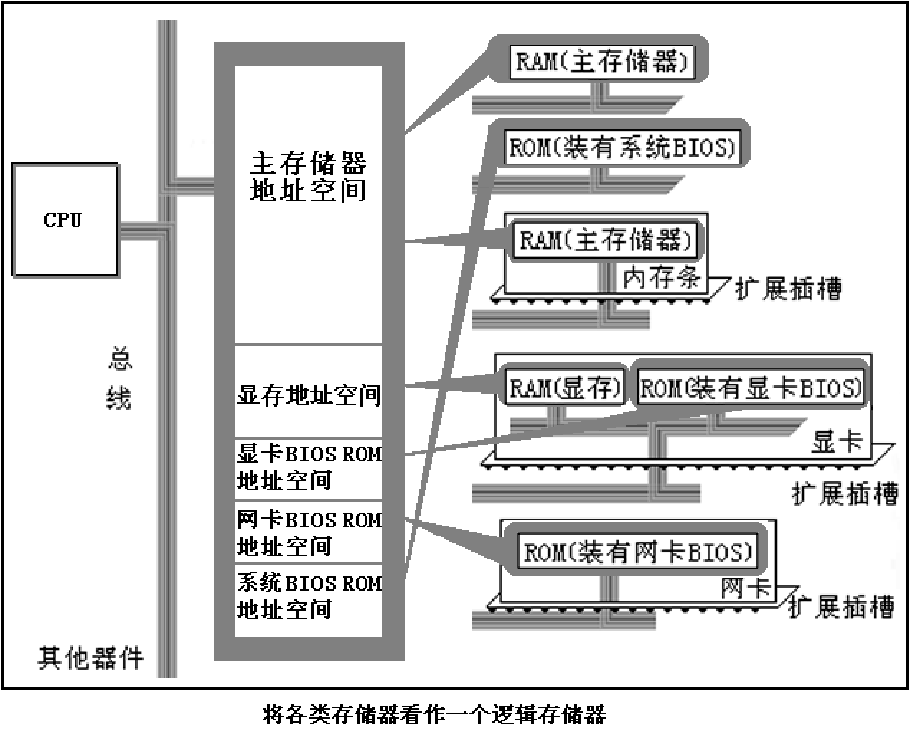 RAM(主存储器)
ROM(装有系统BIOS)
主存储器
地址空间
CPU
RAM(主存储器)
内存条
扩展插槽
总
线
显存地址空间
RAM(显存)
ROM(装有显卡BIOS)
显卡
扩展插槽
显卡BIOS ROM
地址空间
网卡BIOS ROM
地址空间
ROM(装有网卡BIOS)
网卡
扩展插槽
系统BIOS ROM
地址空间
其他器件
将各类存储器看作一个逻辑存储器